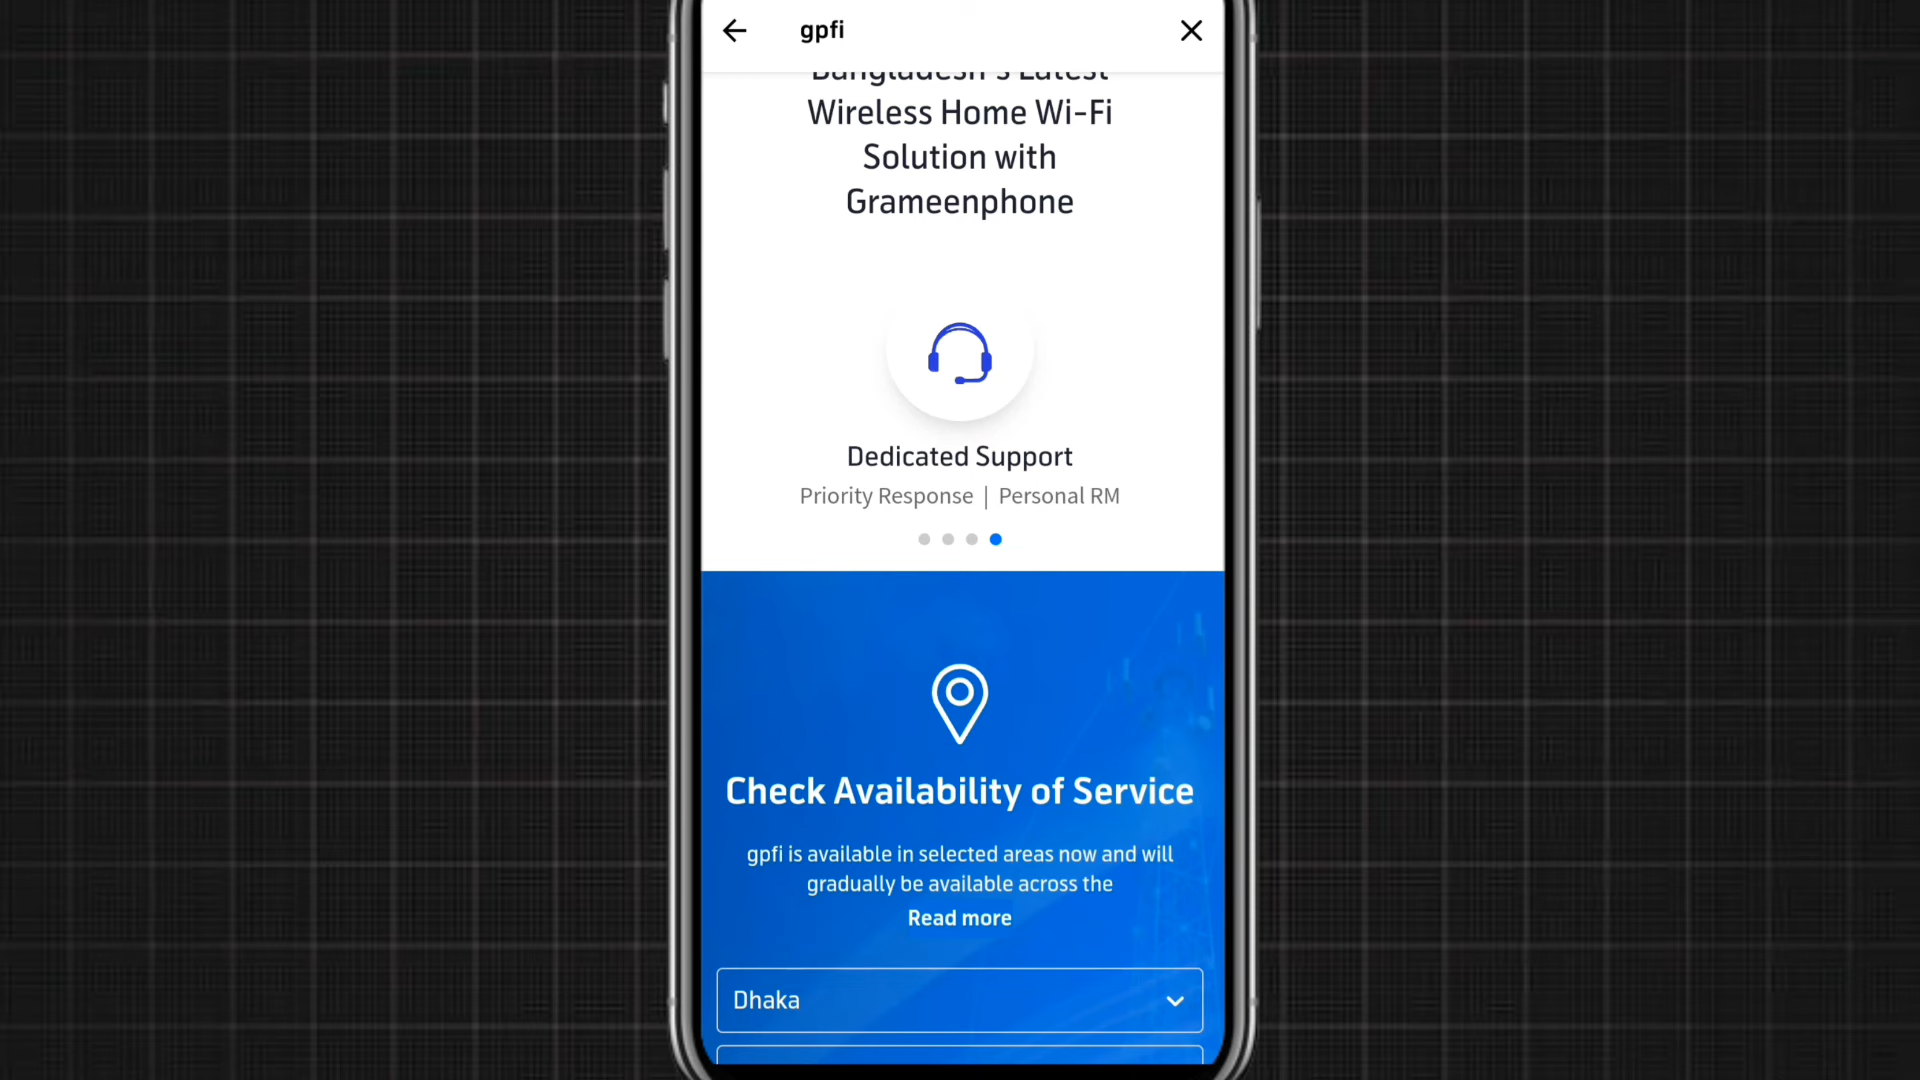 gpfi
Bangladesh's Latest
Wireless Home Wi-Fi
Solution with
Grameenphone
Dedicated Support
Priority Response | Personal RM
Check Availability of Service
gpfi is available in selected areas now and will
gradually be available across the
Read more
Dhaka